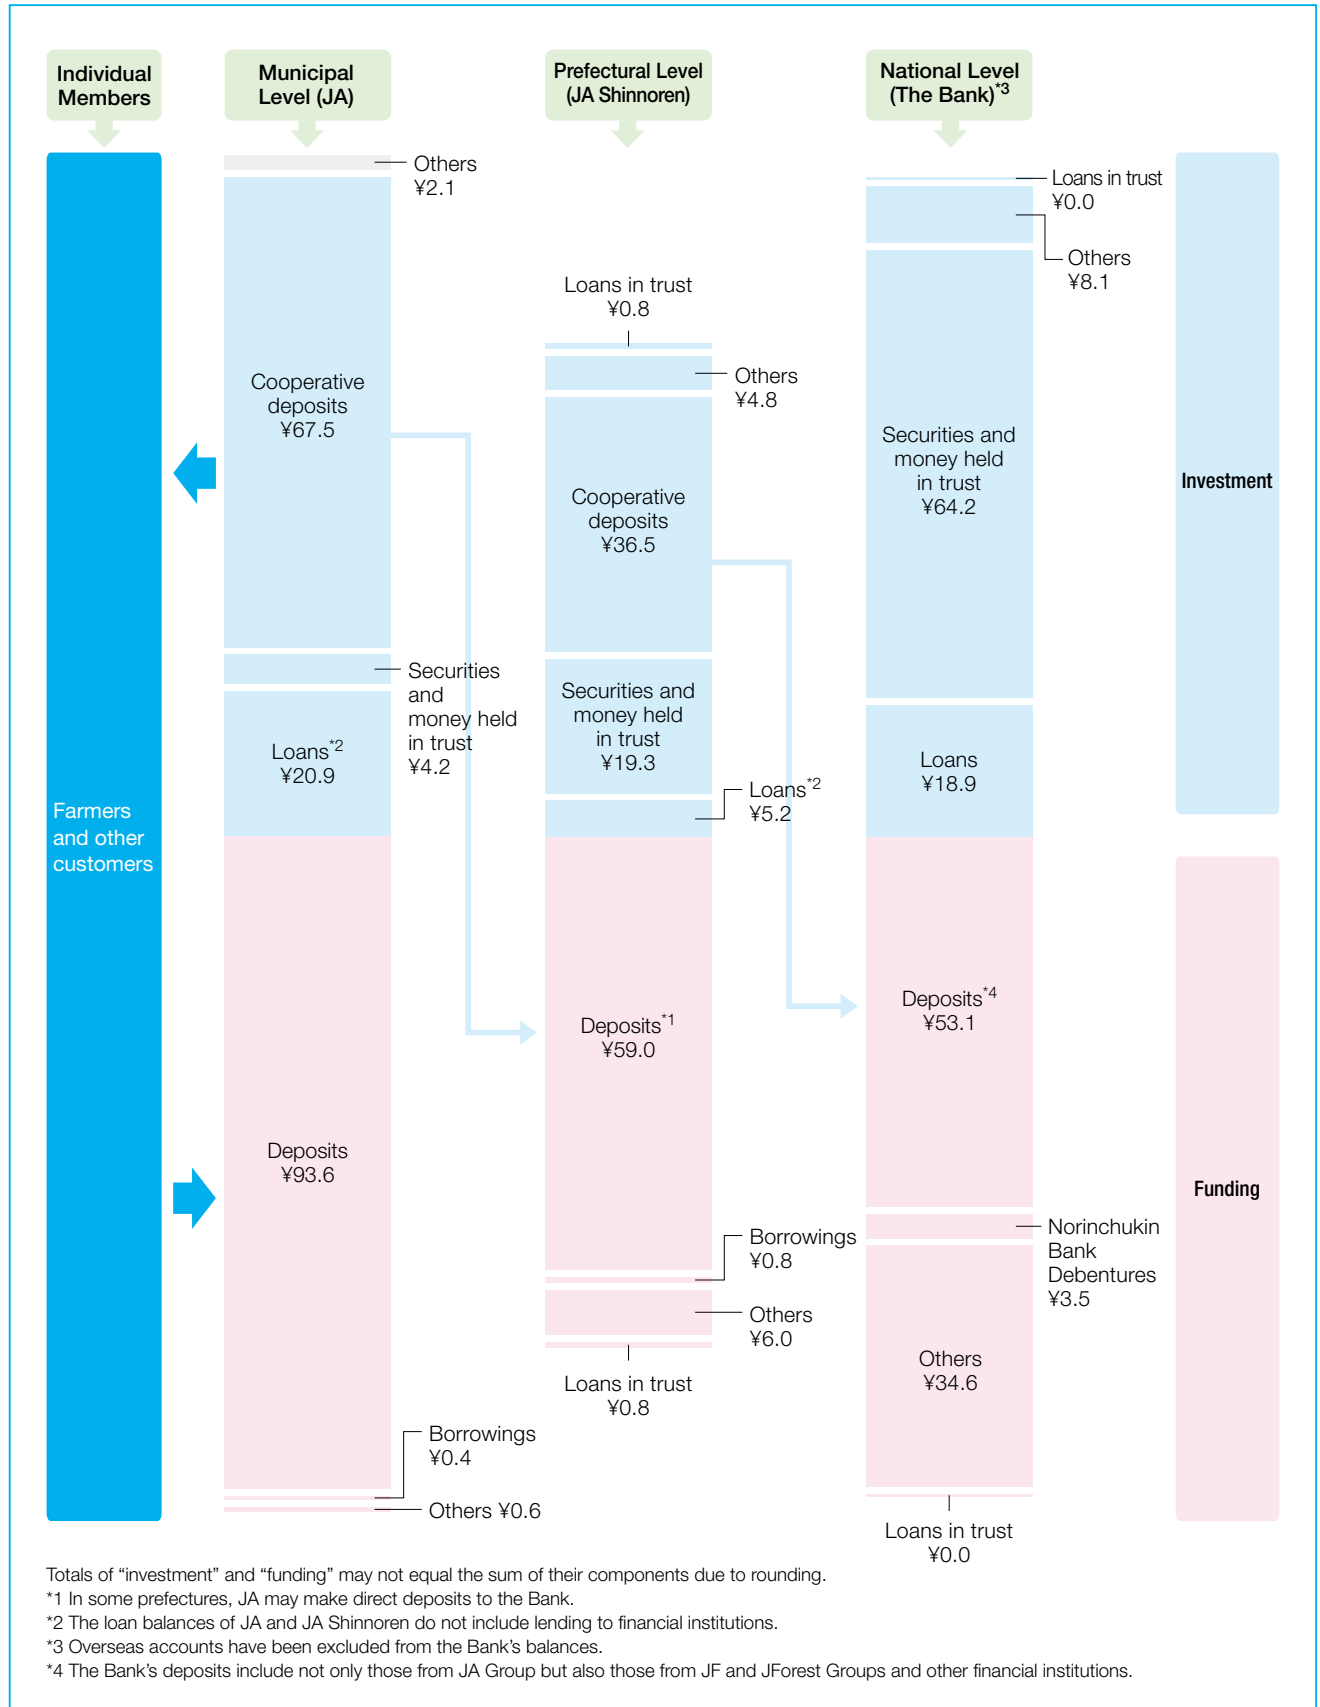 Individual
Members
Municipal
Level (JA)
Prefectural Level
(JA Shinnoren)
National Level
(The Bank)*3
Farmers
and other
customers
Others
¥2.1
Cooperative
deposits
¥67.5
Securities
and
money held
in trust
¥4.2
Loans*2
¥20.9
Deposits
¥93.6
Borrowings
¥0.4
Others ¥0.6
Loans in trust
¥0.8
Others
¥4.8
Cooperative
deposits
¥36.5
Securities and
money held
in trust
¥19.3
Loans*2
¥5.2
Deposits*1
¥59.0
Borrowings
¥0.8
Others
¥6.0
Loans in trust
¥0.8
Loans in trust
¥0.0
Others
¥8.1
Securities and
money held
in trust
¥64.2
Loans
¥18.9
Deposits*4
¥53.1
Norinchukin
Bank
Debentures
¥3.5
Others
¥34.6
Loans in trust
¥0.0
Investment
Funding
Totals of “investment” and “funding” may not equal the sum of their components due to rounding.
*1 In some prefectures, JA may make direct deposits to the Bank.
*2 The loan balances of JA and JA Shinnoren do not include lending to financial institutions.
*3 Overseas accounts have been excluded from the Bank’s balances.
*4 The Bank’s deposits include not only those from JA Group but also those from JF and JForest Groups and other financial institutions.